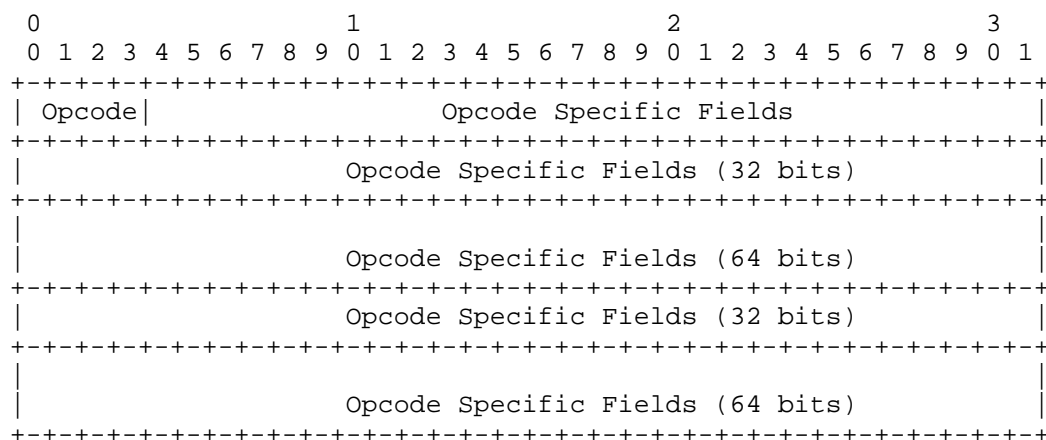 0                   1                   2                   3
 0 1 2 3 4 5 6 7 8 9 0 1 2 3 4 5 6 7 8 9 0 1 2 3 4 5 6 7 8 9 0 1
+-+-+-+-+-+-+-+-+-+-+-+-+-+-+-+-+-+-+-+-+-+-+-+-+-+-+-+-+-+-+-+-+
| Opcode|                  Opcode Specific Fields               |
+-+-+-+-+-+-+-+-+-+-+-+-+-+-+-+-+-+-+-+-+-+-+-+-+-+-+-+-+-+-+-+-+
|                    Opcode Specific Fields (32 bits)           |
+-+-+-+-+-+-+-+-+-+-+-+-+-+-+-+-+-+-+-+-+-+-+-+-+-+-+-+-+-+-+-+-+
|                                                               |
|                    Opcode Specific Fields (64 bits)           |
+-+-+-+-+-+-+-+-+-+-+-+-+-+-+-+-+-+-+-+-+-+-+-+-+-+-+-+-+-+-+-+-+
|                    Opcode Specific Fields (32 bits)           |
+-+-+-+-+-+-+-+-+-+-+-+-+-+-+-+-+-+-+-+-+-+-+-+-+-+-+-+-+-+-+-+-+
|                                                               |
|                    Opcode Specific Fields (64 bits)           |
+-+-+-+-+-+-+-+-+-+-+-+-+-+-+-+-+-+-+-+-+-+-+-+-+-+-+-+-+-+-+-+-+